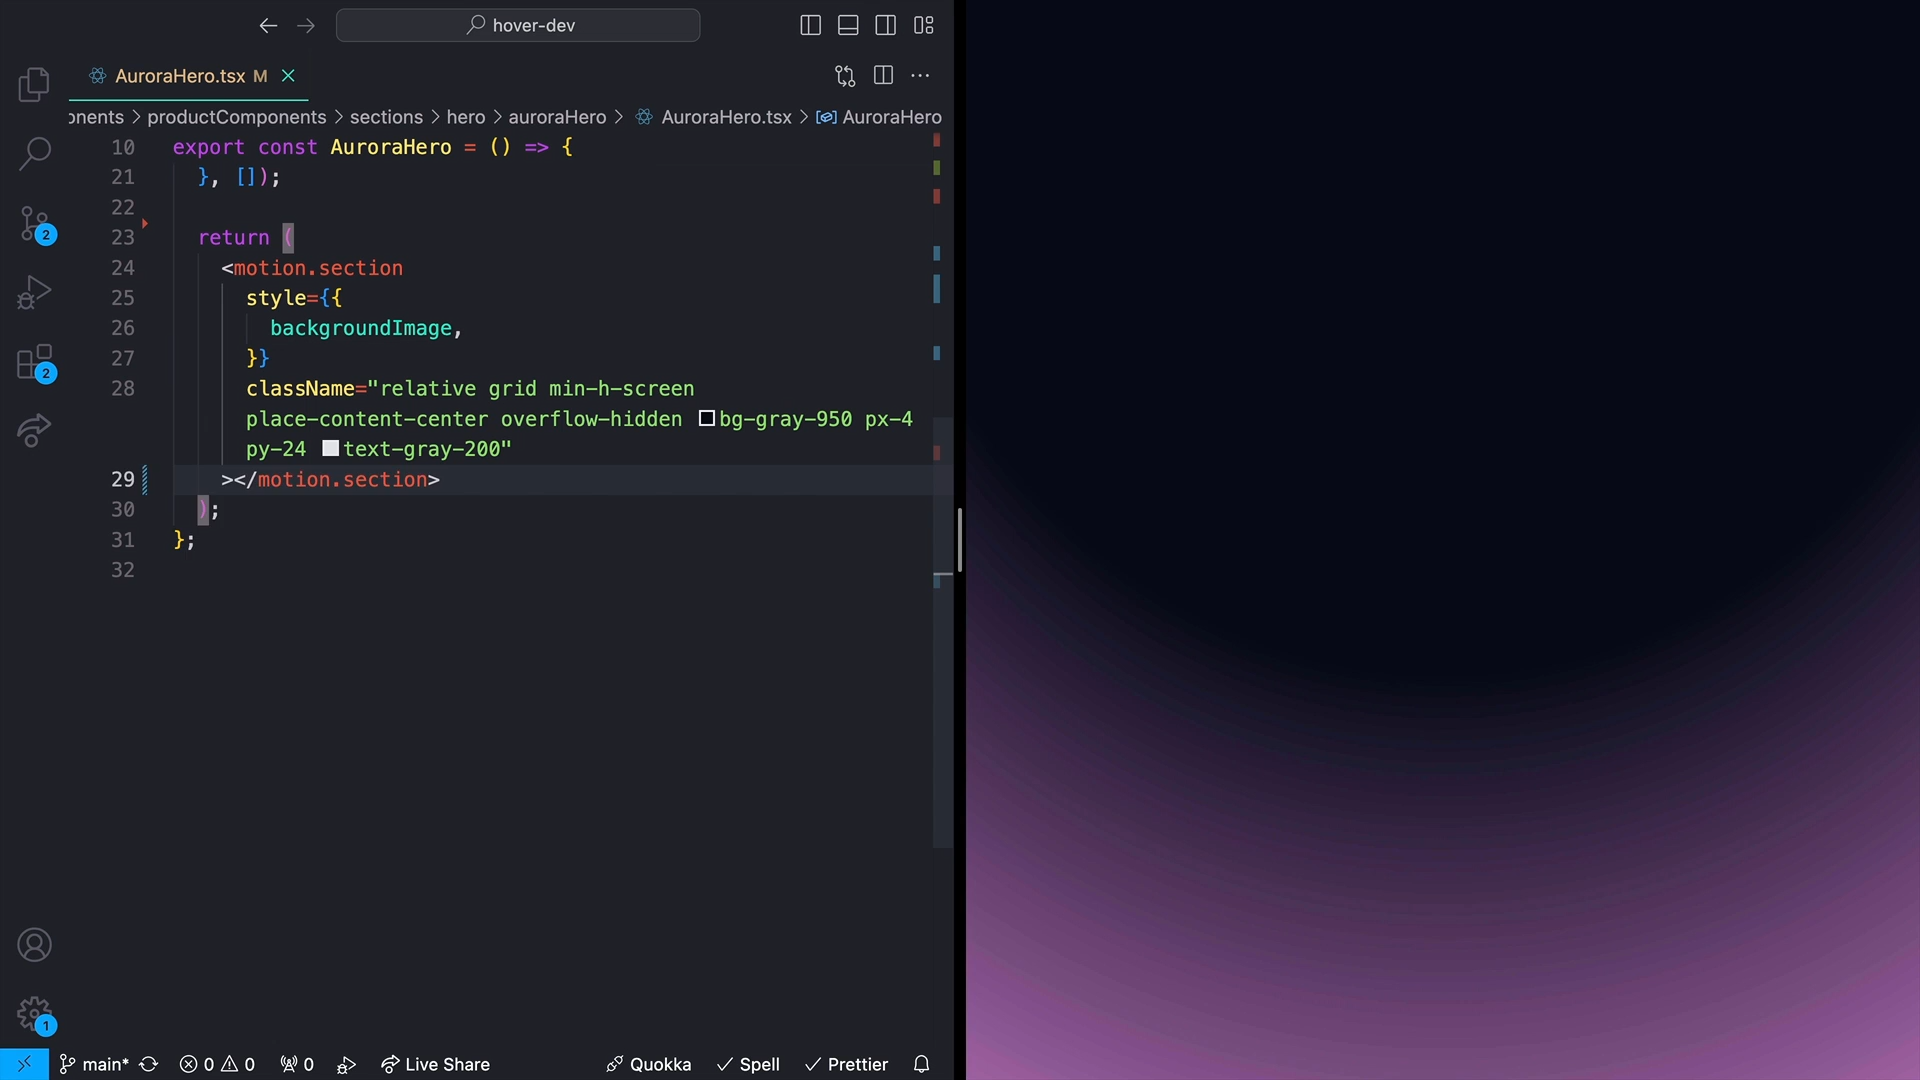 hover-dev
AuroraHero.tsx M
onents > productComponents > sections > hero > auroraHero > AuroraHero.tsx > AuroraHero
10 export const AuroraHero = () => {
21 }, []);
22
23 return (
24 <motion.section
25 style={{
26 backgroundImage,
27 }}
28 className="relative grid min-h-screen
place-content-center overflow-hidden bg-gray-950 px-4
py-24 text-gray-200"
29 ></motion.section>
30 );
31 };
32
2
2
1
main* 0 0 0 Live Share Quokka Spell Prettier